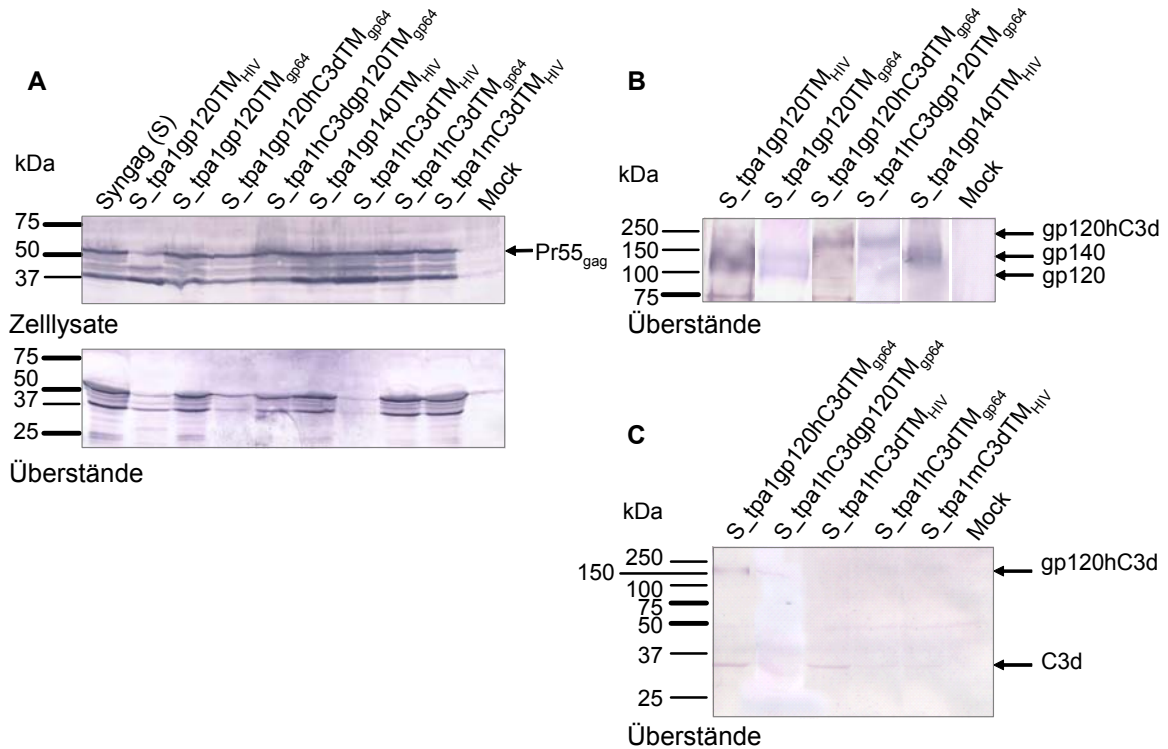 A
kDa
Syngag (S)
S_tpa1gp120TM_HIV
S_tpa1gp120TM_gp64
S_tpa1gp120hC3dTM_gp64
S_tpa1hC3dgp120TM_gp64
S_tpa1gp140TM_HIV
S_tpa1hC3dTM_HIV
S_tpa1hC3dTM_gp64
S_tpa1mC3dTM_HIV
Mock
75
50
37
Pr55gag
Zelllysate
75
50
37
25
Überstände
B
kDa
S_tpa1gp120TM_HIV
S_tpa1gp120TM_gp64
S_tpa1gp120hC3dTM_gp64
S_tpa1hC3dgp120TM_gp64
S_tpa1gp140TM_HIV
Mock
250
150
100
75
gp120hC3d
gp140
gp120
Überstände
C
kDa
S_tpa1gp120hC3dTM_gp64
S_tpa1hC3dgp120TM_gp64
S_tpa1hC3dTM_HIV
S_tpa1hC3dTM_gp64
S_tpa1mC3dTM_HIV
Mock
250
150
100
75
50
37
25
gp120hC3d
C3d
Überstände